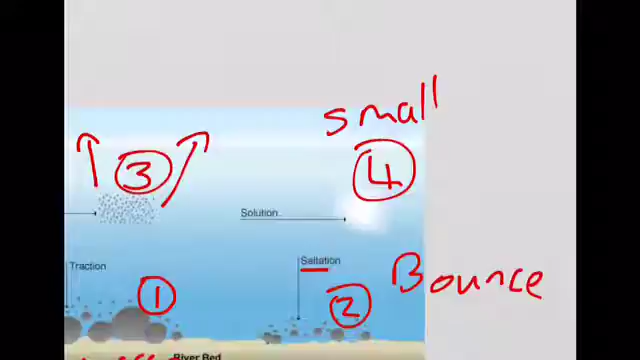 small
3
4
Solution
Traction
Saltation
Bounce
1
2
River Bed